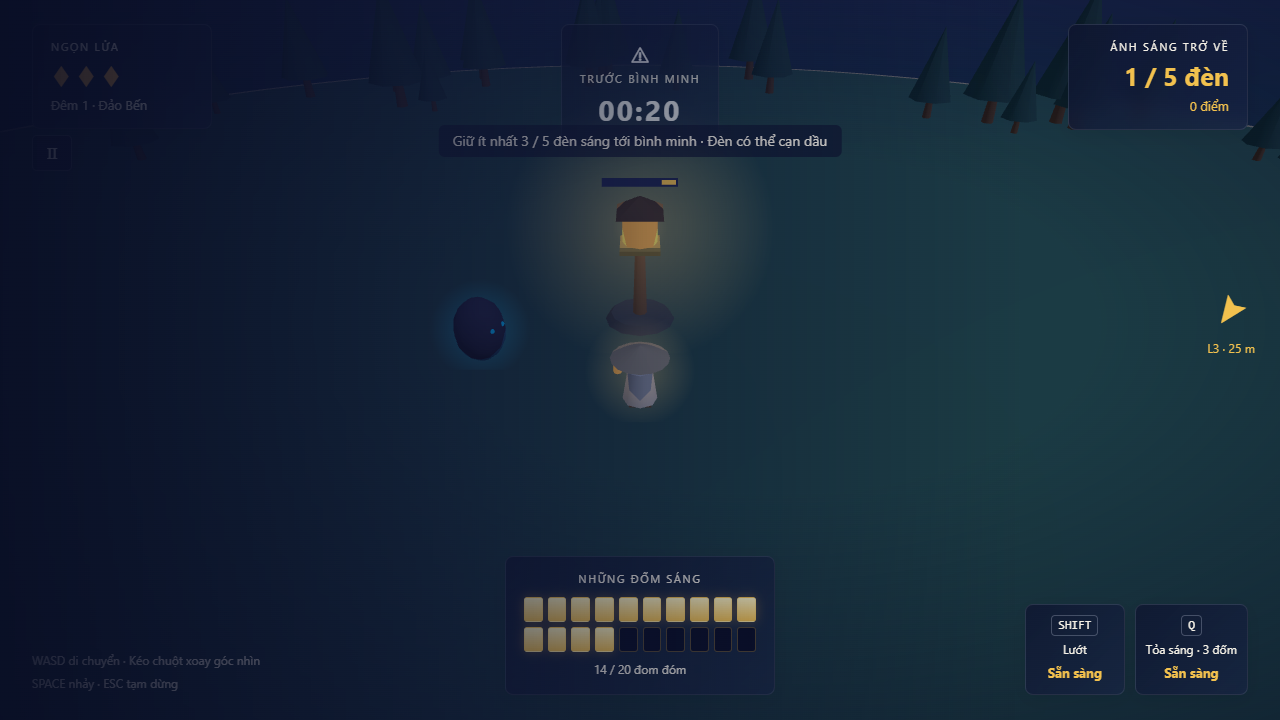 NGỌN LỬA
Đêm 1 · Đảo Bến
II
TRƯỚC BÌNH MINH
00:20
Giữ ít nhất 3 / 5 đèn sáng tới bình minh · Đèn có thể cạn dầu
ÁNH SÁNG TRỞ VỀ
1 / 5 đèn
0 điểm
L3 · 25 m
NHỮNG ĐỐM SÁNG
14 / 20 đom đóm
WASD di chuyển · Kéo chuột xoay góc nhìn
SPACE nhảy · ESC tạm dừng
SHIFT
Lướt
Sẵn sàng
Q
Tỏa sáng · 3 đốm
Sẵn sàng